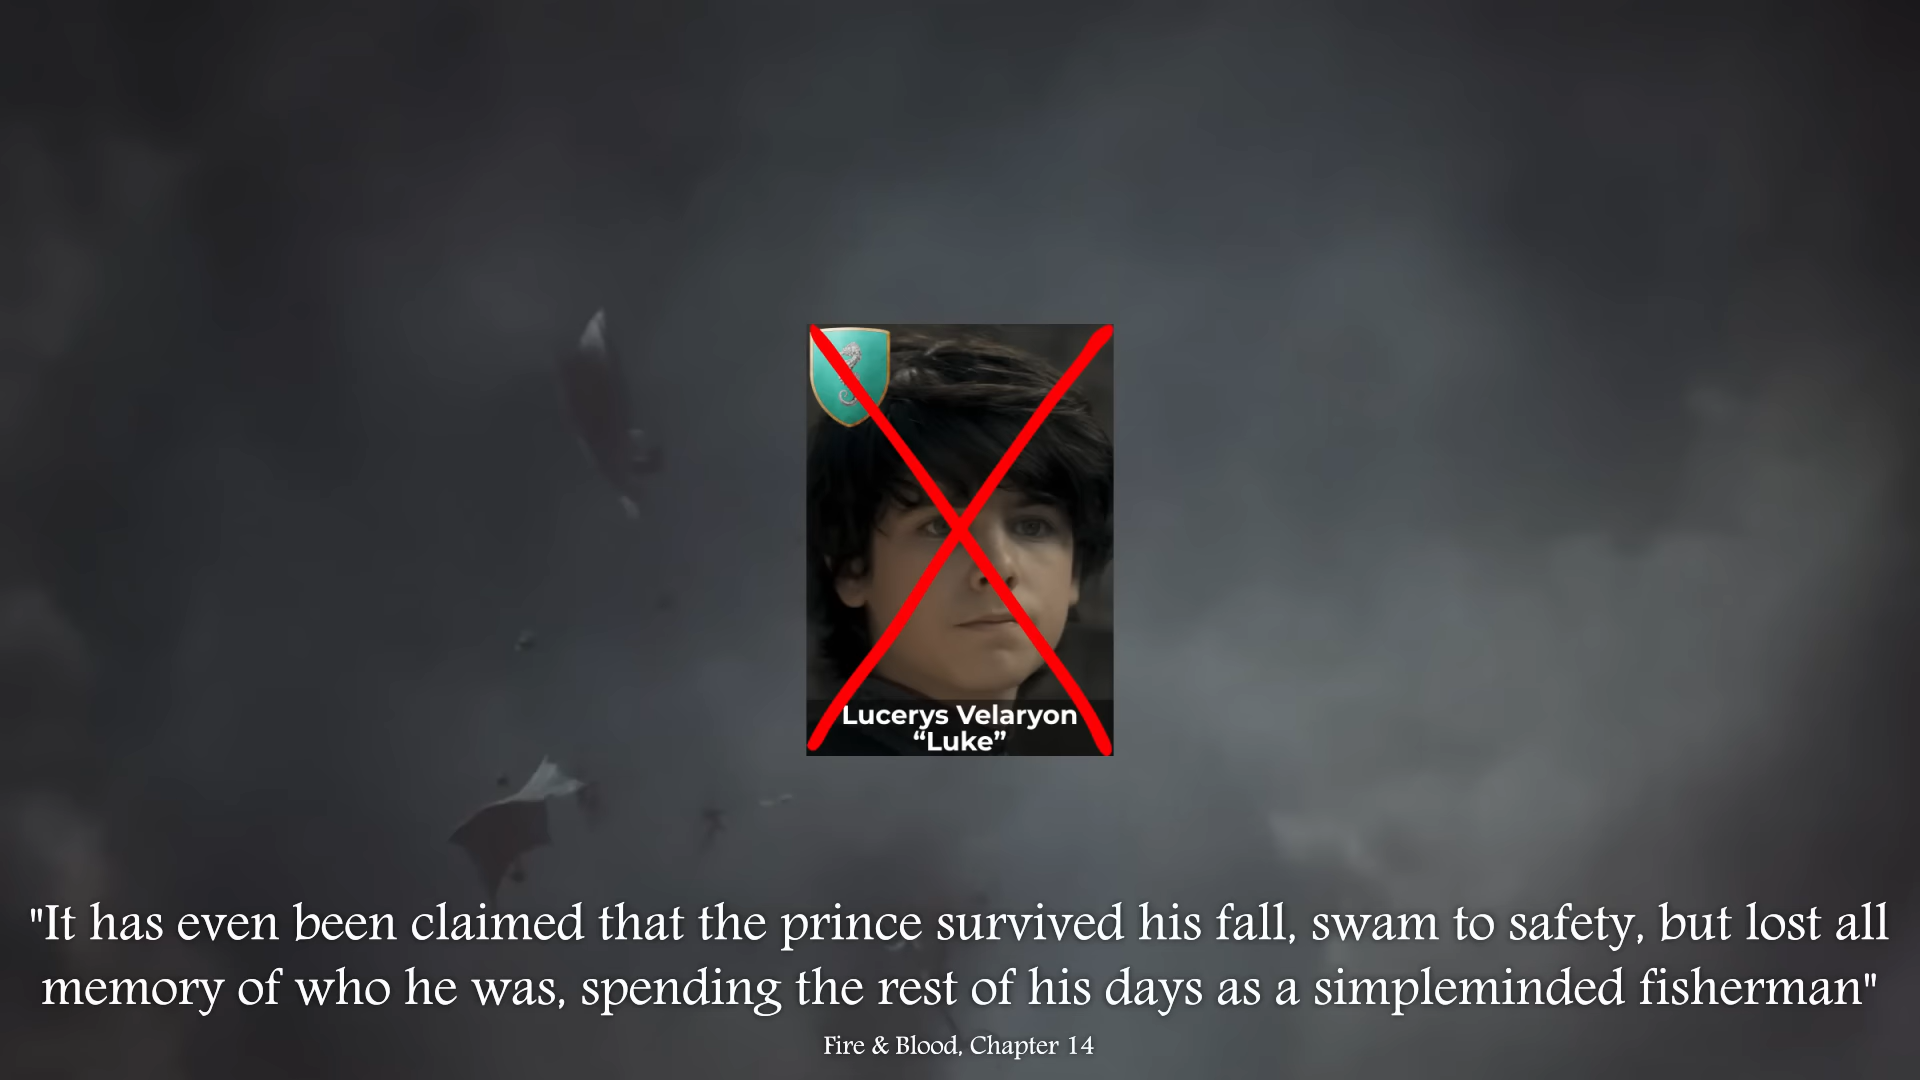 Lucerys Velaryon
“Luke”
"It has even been claimed that the prince survived his fall, swam to safety, but lost all
memory of who he was, spending the rest of his days as a simpleminded fisherman"
Fire & Blood, Chapter 14